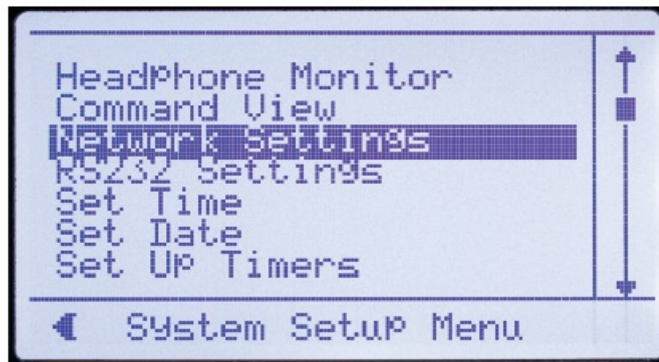 Headphone Monitor
Command View
Network Settings
RS232 Settings
Set Time
Set Date
Set Up Timers
System Setup Menu